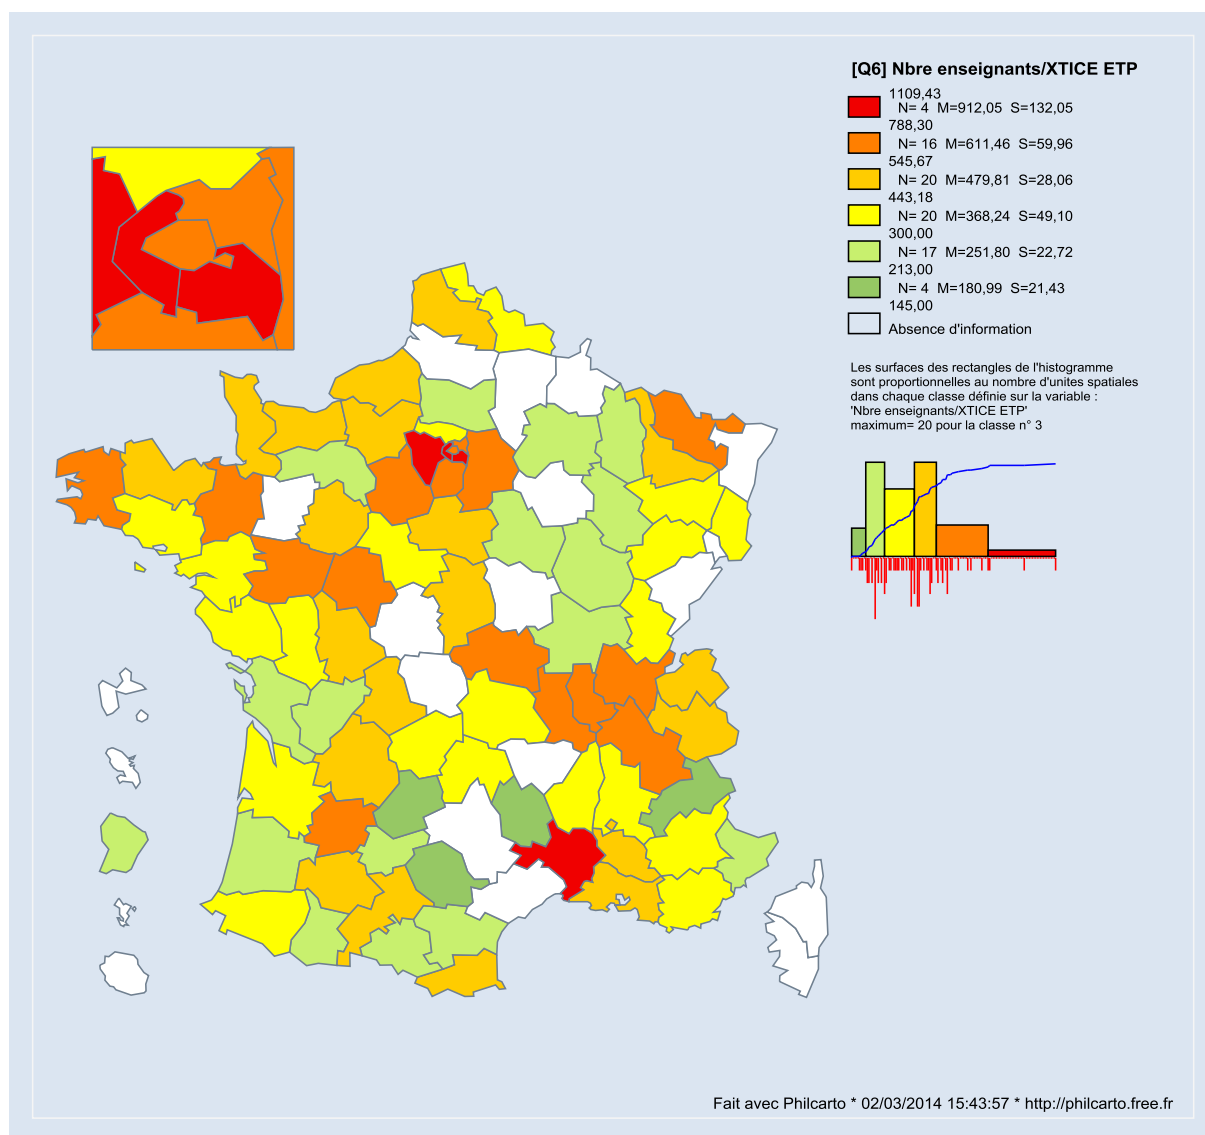 [Q6] Nbre enseignants/XTICE ETP
1109,43
N= 4 M=912,05 S=132,05
788,30
N= 16 M=611,46 S=59,96
545,67
N= 20 M=479,81 S=28,06
443,18
N= 20 M=368,24 S=49,10
300,00
N= 17 M=251,80 S=22,72
213,00
N= 4 M=180,99 S=21,43
145,00
Absence d'information
Les surfaces des rectangles de l'histogramme
sont proportionnelles au nombre d'unites spatiales
dans chaque classe définie sur la variable :
'Nbre enseignants/XTICE ETP'
maximum= 20 pour la classe n° 3
Fait avec Philcarto * 02/03/2014 15:43:57 * http://philcarto.free.fr